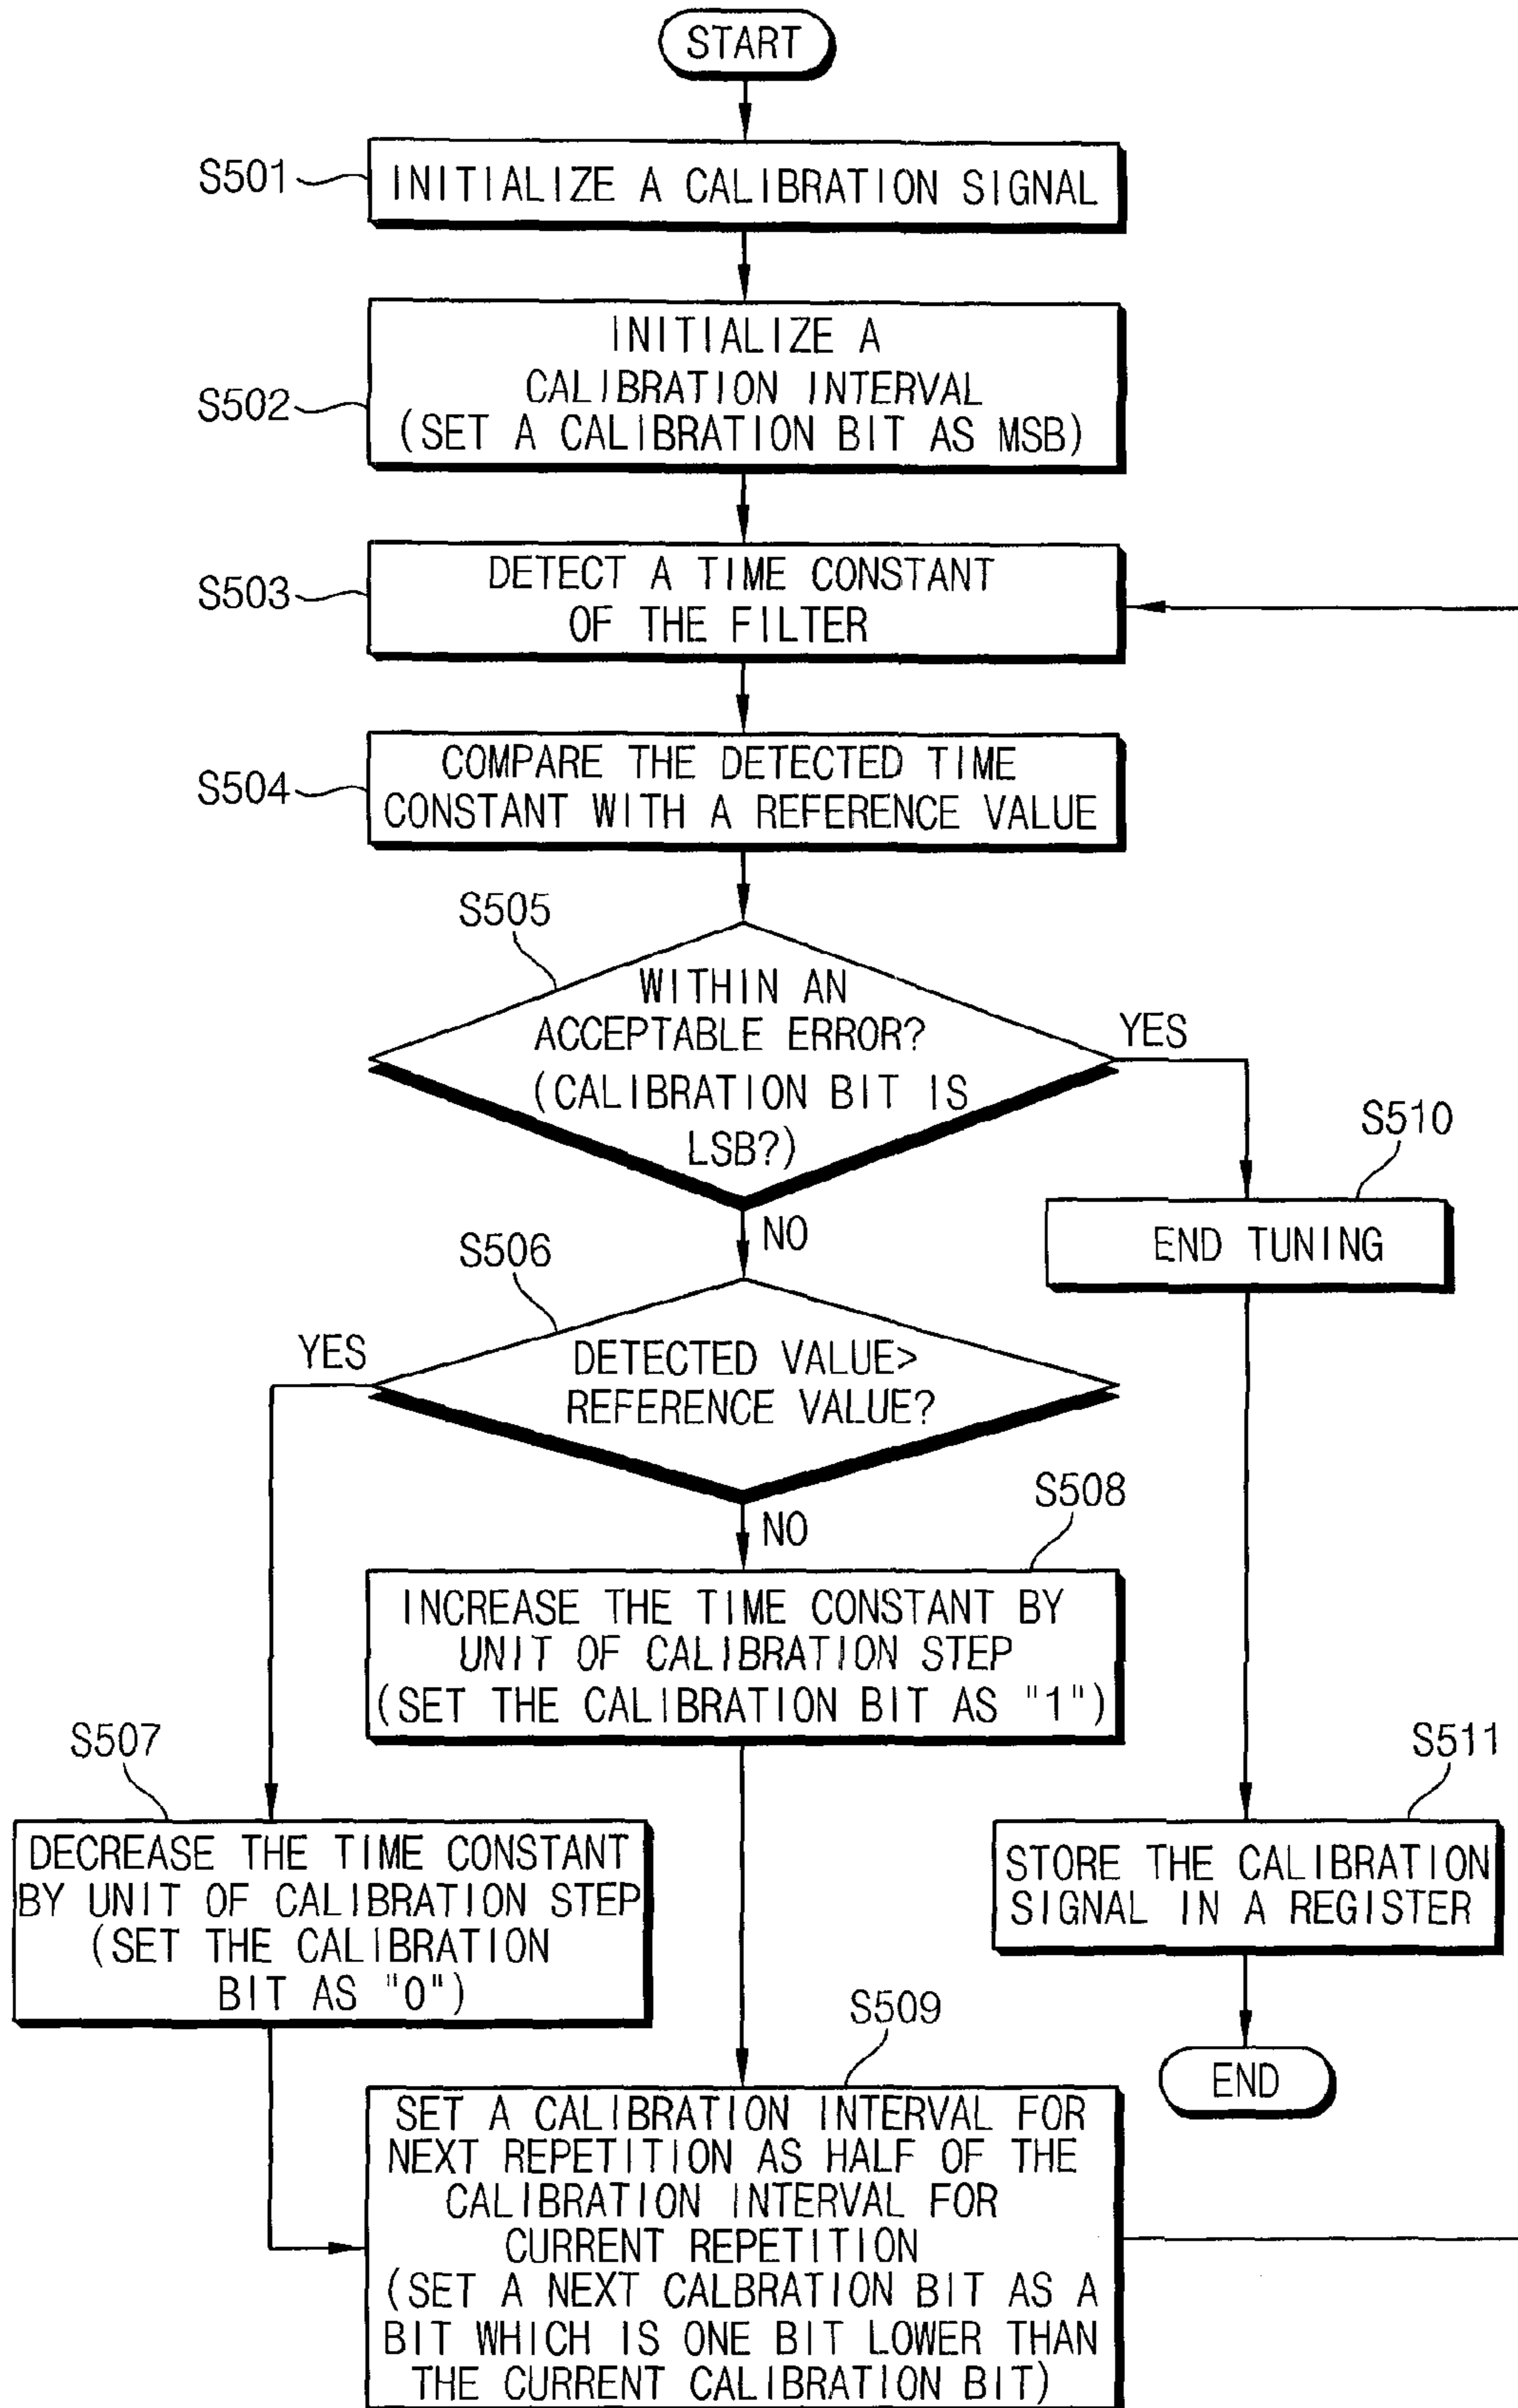 START
S501
INITIALIZE A CALIBRATION SIGNAL
S502
INITIALIZE A
CALIBRATION INTERVAL
(SET A CALIBRATION BIT AS MSB)
S503
DETECT A TIME CONSTANT
OF THE FILTER
S504
COMPARE THE DETECTED TIME
CONSTANT WITH A REFERENCE VALUE
S505
WITHIN AN
ACCEPTABLE ERROR?
(CALIBRATION BIT IS
LSB?)
YES
NO
S510
END TUNING
S506
DETECTED VALUE>
REFERENCE VALUE?
YES
NO
S508
INCREASE THE TIME CONSTANT BY
UNIT OF CALIBRATION STEP
(SET THE CALIBRATION BIT AS "1")
S507
DECREASE THE TIME CONSTANT
BY UNIT OF CALIBRATION STEP
(SET THE CALIBRATION
BIT AS "0")
S511
STORE THE CALIBRATION
SIGNAL IN A REGISTER
END
S509
SET A CALIBRATION INTERVAL FOR
NEXT REPETITION AS HALF OF THE
CALIBRATION INTERVAL FOR
CURRENT REPETITION
(SET A NEXT CALBRATION BIT AS A
BIT WHICH IS ONE BIT LOWER THAN
THE CURRENT CALIBRATION BIT)